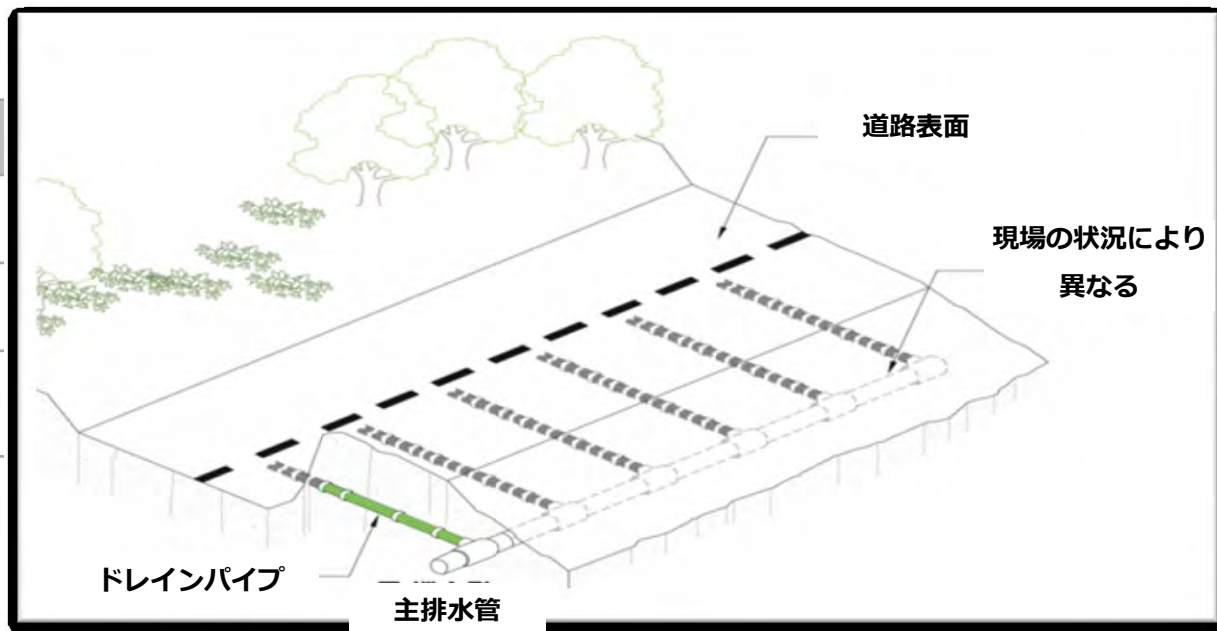 道路表面
現場の状況により
異なる
ドレインパイプ
主排水管